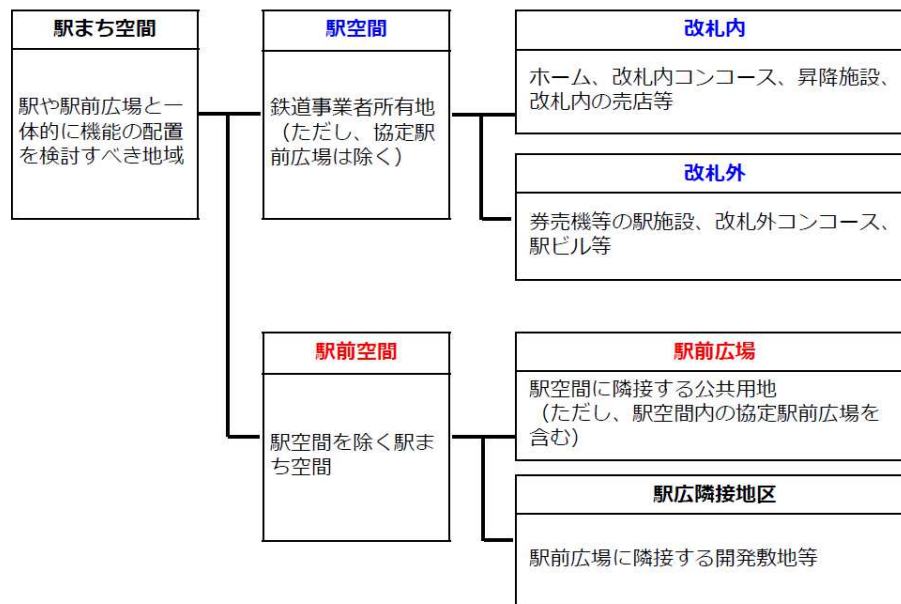 駅まち空間
駅や駅前広場と一
体的に機能の配置
を検討すべき地域
駅空間
鉄道事業者所有地
（ただし、協定駅
前広場は除く）
改札内
ホーム、改札内コンコース、昇降施設、
改札内の売店等
改札外
券売機等の駅施設、改札外コンコース、
駅ビル等
駅前空間
駅空間を除く駅ま
ち空間
駅前広場
駅空間に隣接する公共用地
（ただし、駅空間内の協定駅前広場を
含む）
駅広隣接地区
駅前広場に隣接する開発敷地等